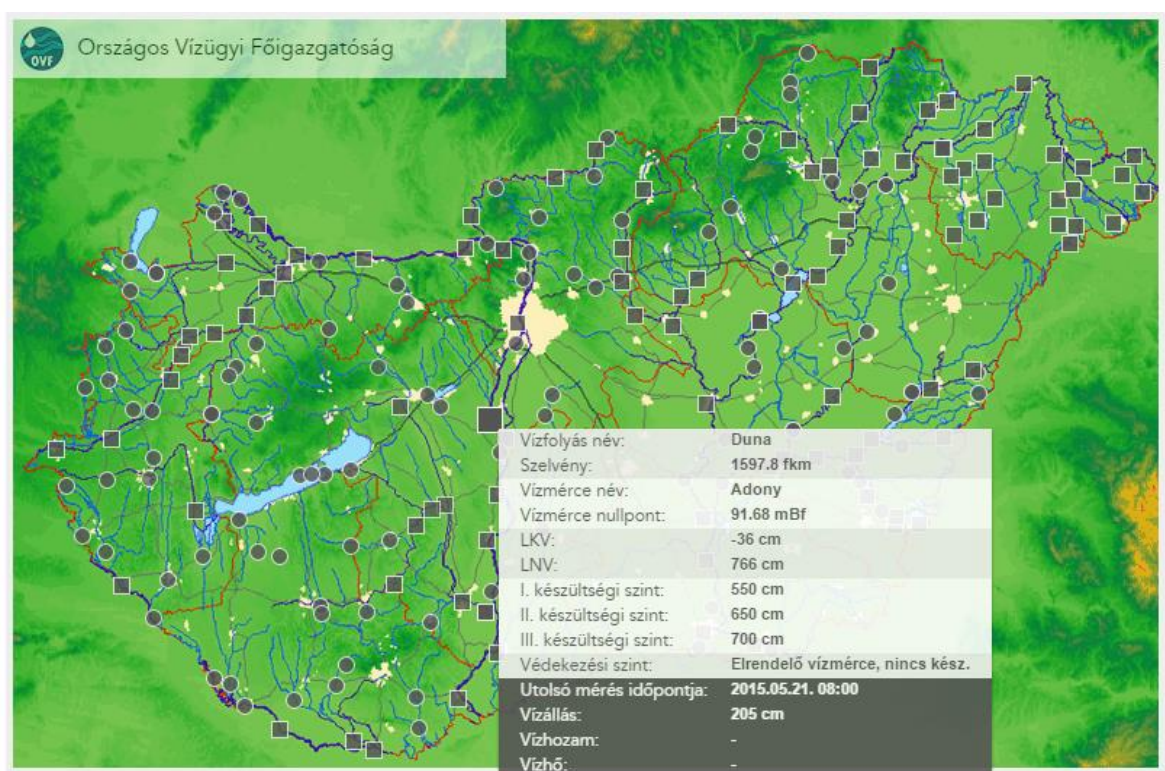 OVF
Országos Vízügyi Főigazgatóság
Vízfolyás név: Duna
Szelvény: 1597.8 fkm
Vízmérce név: Adony
Vízmérce nullpont: 91.68 mBf
LKV: -36 cm
LNV: 766 cm
I. készültségi szint: 550 cm
II. készültségi szint: 650 cm
III. készültségi szint: 700 cm
Védekezési szint: Elrendelő vízmérce, nincs kész.
Utolsó mérés időpontja: 2015.05.21. 08:00
Vízállás: 205 cm
Vízhozam: -
Vízhő: -